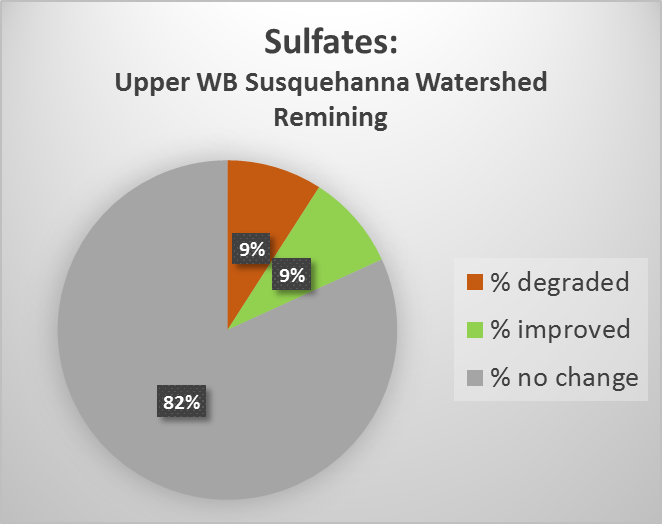 Sulfates:
Upper WB Susquehanna Watershed
Remining
9%
9%
82%
% degraded
% improved
% no change